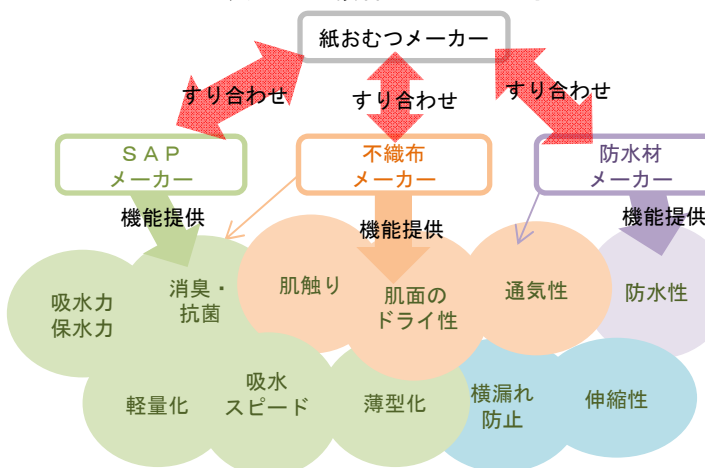 紙おむつメーカー
すり合わせ
すり合わせ
すり合わせ
ＳＡＰ
メーカー
不織布
メーカー
防水材
メーカー
機能提供
機能提供
機能提供
吸水力
保水力
消臭・
抗菌
肌触り
肌面の
ドライ性
通気性
防水性
軽量化
吸水
スピード
薄型化
横漏れ
防止
伸縮性